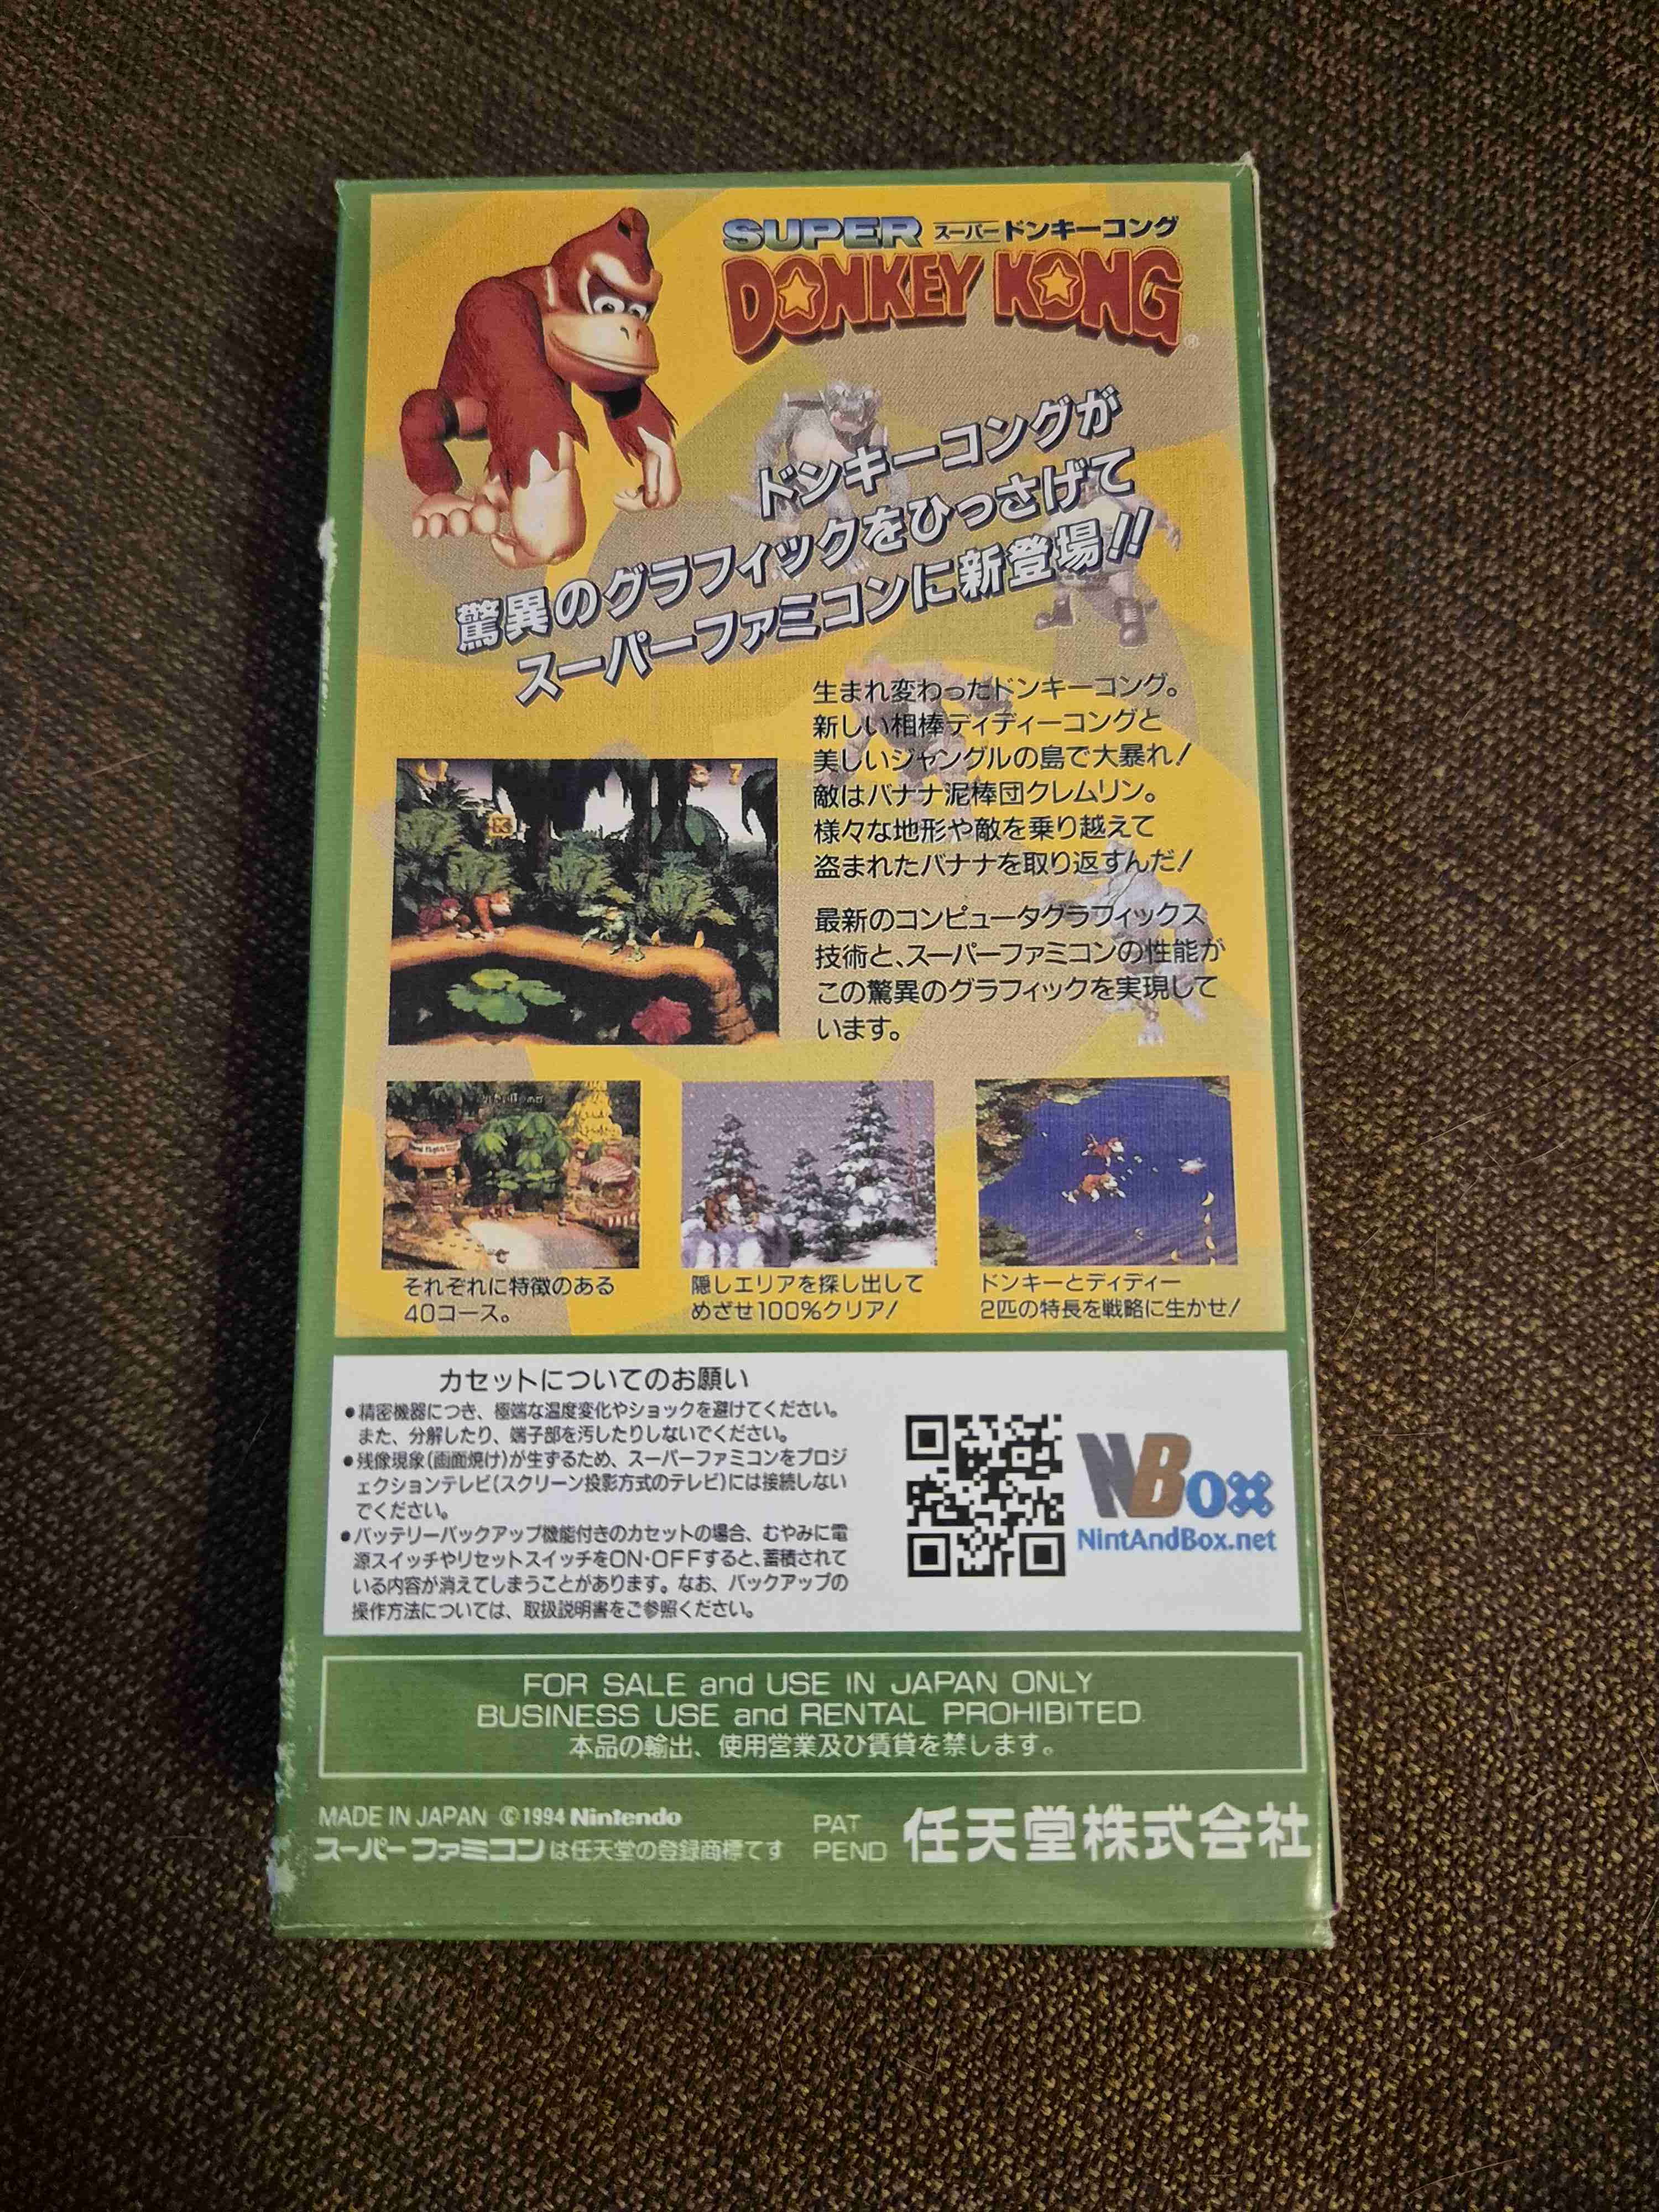 SUPER スーパードンキーコング
DONKEY KONG®
ドンキーコングが
驚異のグラフィックをひっさげて
スーパーファミコンに新登場!!
生まれ変わったドンキーコング。
新しい相棒ディディーコングと
美しいジャングルの島で大暴れ!
敵はバナナ泥棒団クレムリン。
様々な地形や敵を乗り越えて
盗まれたバナナを取り返すんだ!
最新のコンピュータグラフィックス
技術と、スーパーファミコンの性能が
この驚異のグラフィックを実現して
います。
それぞれに特徴のある
40コース。
隠しエリアを探し出して
めざせ100%クリア!
ドンキーとディディー
2匹の特長を戦略に生かせ!
カセットについてのお願い
●精密機器につき、極端な温度変化やショックを避けてください。
また、分解したり、端子部を汚したりしないでください。
●残像現象(画面焼け)が生ずるため、スーパーファミコンをプロジ
ェクションテレビ(スクリーン投影方式のテレビ)には接続しない
でください。
●バッテリーバックアップ機能付きのカセットの場合、むやみに電
源スイッチやリセットスイッチをON・OFFすると、蓄積されて
いる内容が消えてしまうことがあります。なお、バックアップの
操作方法については、取扱説明書をご参照ください。
NBox
NintAndBox.net
FOR SALE and USE IN JAPAN ONLY
BUSINESS USE and RENTAL PROHIBITED.
本品の輸出、使用営業及び賃貸を禁じます。
MADE IN JAPAN ©1994 Nintendo
スーパーファミコンは任天堂の登録商標です
PAT
PEND
任天堂株式会社